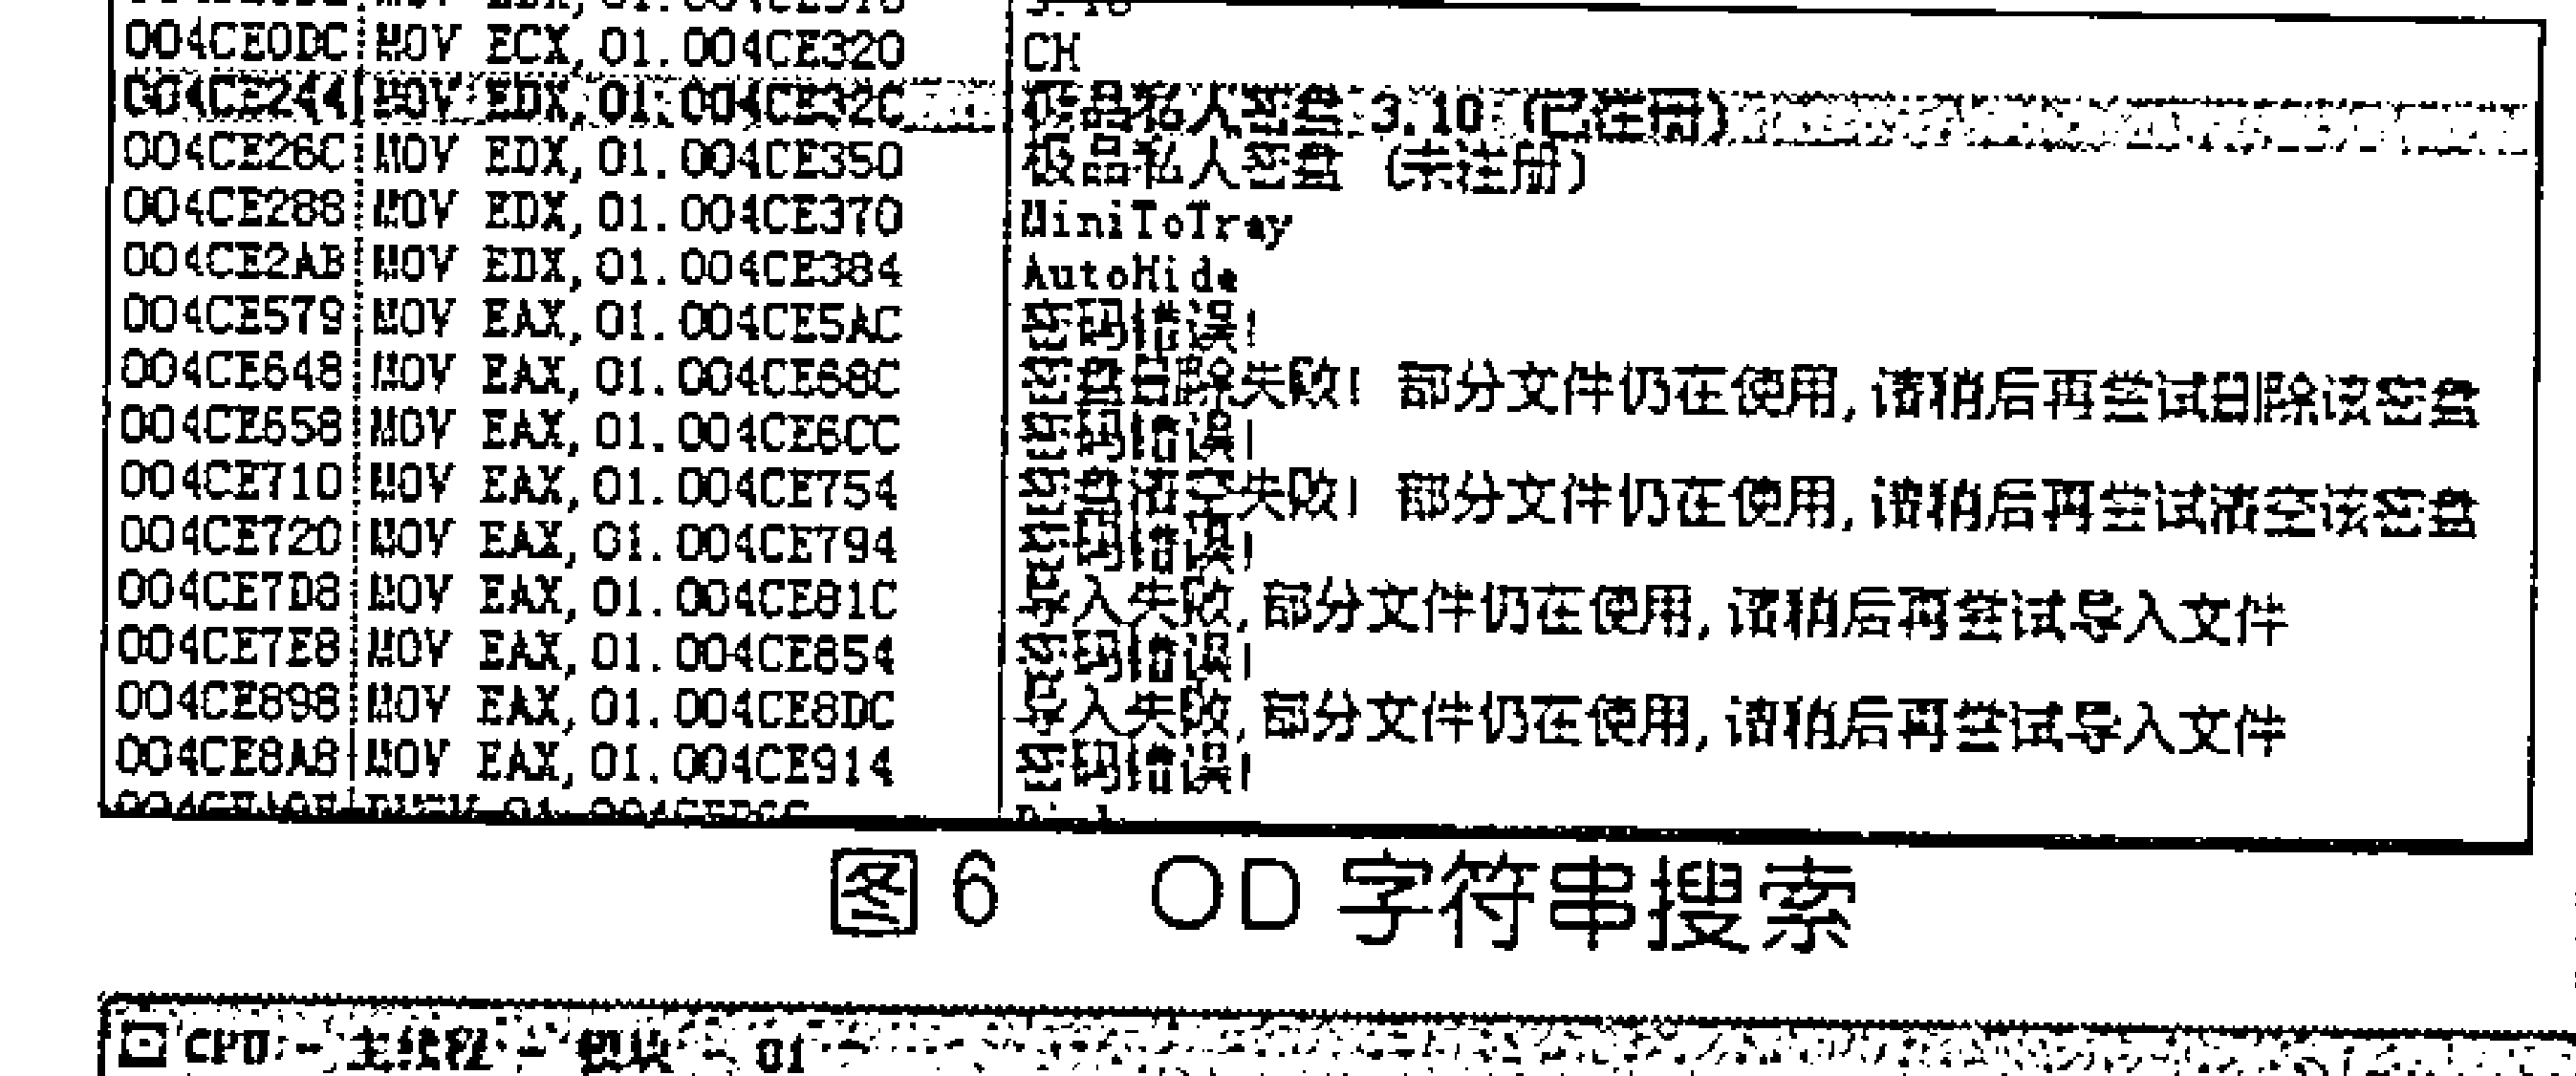 004CE0DC MOV ECX,01.004CE320 CH
004CE244 MOV EDX,01.004CE32C 极品私人密盘 3.10 (已注册)
004CE26C MOV EDX,01.004CE350 极品私人密盘 (未注册)
004CE288 MOV EDX,01.004CE370 MiniToTray
004CE2AB MOV EDX,01.004CE384 AutoHide
004CE579 MOV EAX,01.004CE5AC 密码错误!
004CE648 MOV EAX,01.004CE68C 密盘删除失败! 部分文件仍在使用,请稍后再尝试删除该密盘
004CE658 MOV EAX,01.004CE6CC 密码错误!
004CE710 MOV EAX,01.004CE754 密盘清空失败! 部分文件仍在使用,请稍后再尝试清空该密盘
004CE720 MOV EAX,01.004CE794 密码错误!
004CE7D8 MOV EAX,01.004CE81C 导入失败,部分文件仍在使用,请稍后再尝试导入文件
004CE7E8 MOV EAX,01.004CE854 密码错误!
004CE898 MOV EAX,01.004CE8DC 导入失败,部分文件仍在使用,请稍后再尝试导入文件
004CE8A8 MOV EAX,01.004CE914 密码错误!
图 6 OD 字符串搜索
CPU - 主线程 - 模块 - 01